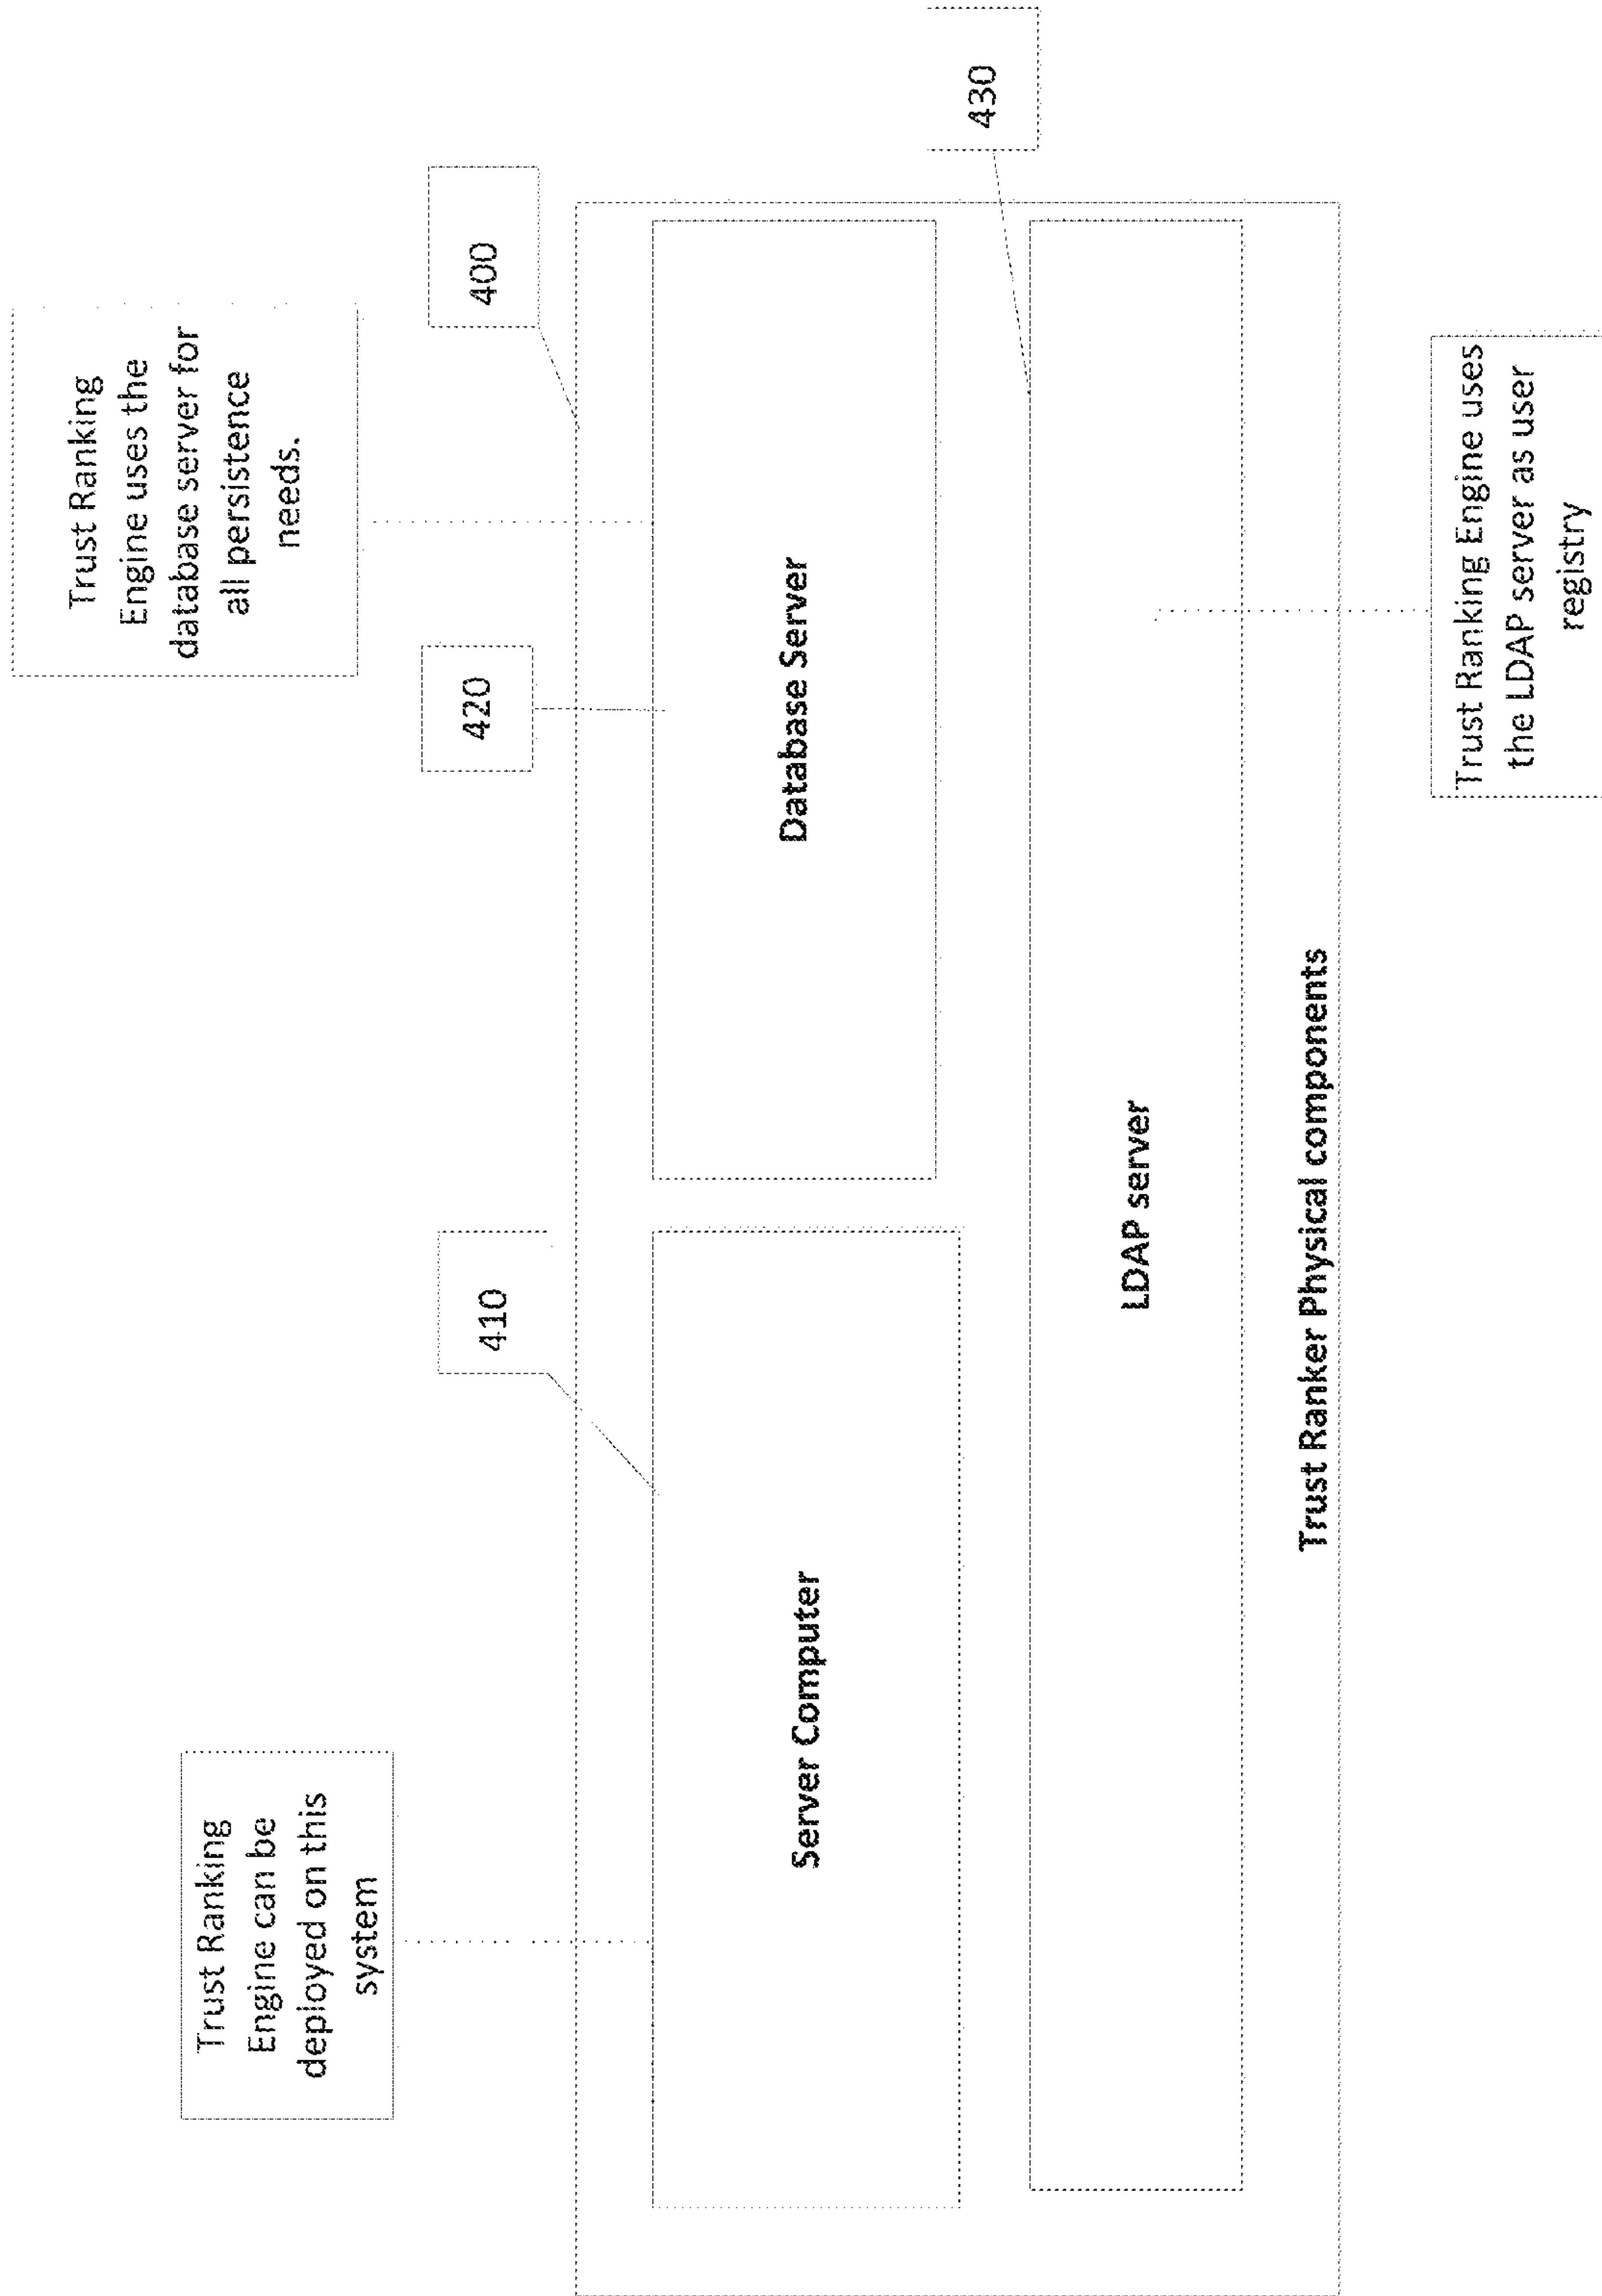 Trust Ranking
Engine can be
deployed on this
system
Trust Ranking
Engine uses the
database server for
all persistence
needs.
410
420
400
430
Server Computer
Database Server
LDAP server
Trust Ranker Physical components
Trust Ranking Engine uses
the LDAP server as user
registry